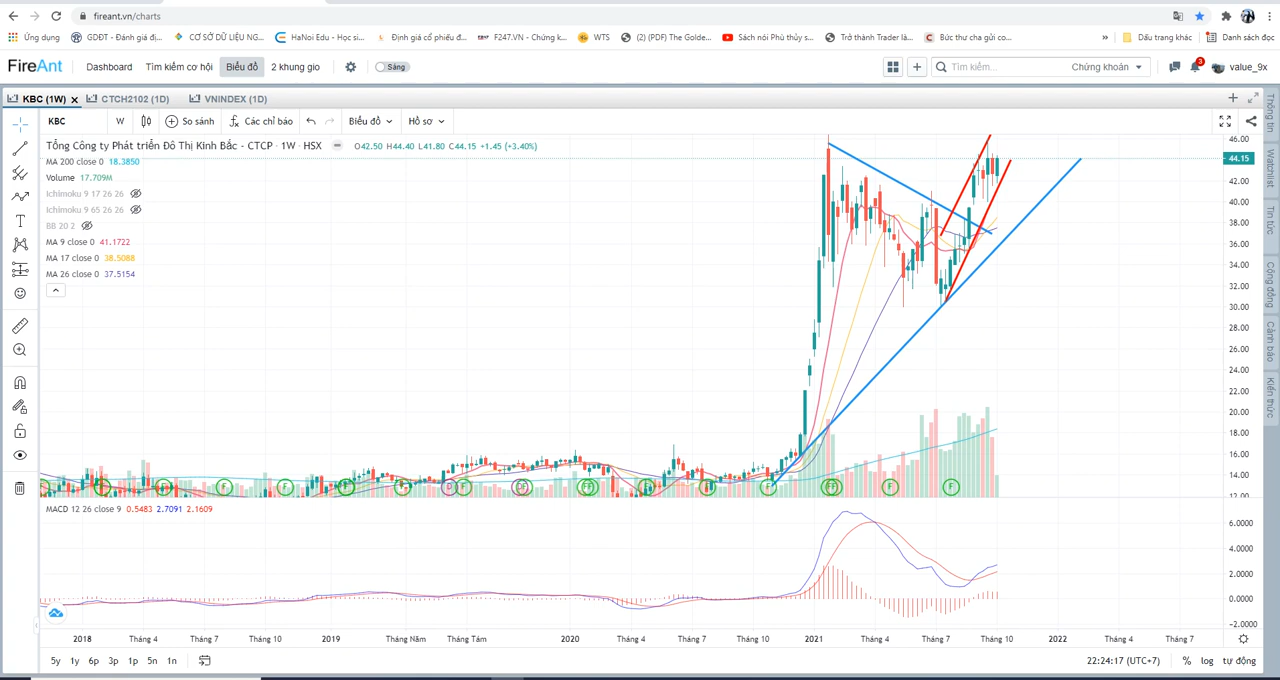 fireant.vn/charts
Ứng dụng GDĐT - Đánh giá đị... CƠ SỞ DỮ LIỆU NG... HaNoi Edu - Học si... Định giá cổ phiếu đ... F247.VN - Chứng k... WTS (2) (PDF) The Golde... Sách nói Phù thủy s... Trở thành Trader là... Bức thư cha gửi co... » Dấu trang khác Danh sách đọc
FireAnt Dashboard Tìm kiếm cơ hội Biểu đồ 2 khung gio Sáng Tìm kiếm... Chứng khoán 3 value_9x
KBC (1W) x CTCH2102 (1D) VNINDEX (1D)
KBC W So sánh Các chỉ báo Biểu đồ Hồ sơ
Tổng Công ty Phát triển Đô Thị Kinh Bắc - CTCP · 1W · HSX O42.50 H44.40 L41.80 C44.15 +1.45 (+3.40%)
MA 200 close 0 18.3850
Volume 17.709M
Ichimoku 9 17 26 26
Ichimoku 9 65 26 26
BB 20 2
MA 9 close 0 41.1722
MA 17 close 0 38.5088
MA 26 close 0 37.5154
46.00
44.15
42.00
40.00
38.00
36.00
34.00
32.00
30.00
28.00
26.00
24.00
22.00
20.00
18.00
16.00
14.00
12.00
Thông tin
Watchlist
Tin tức
Cộng đồng
Cảnh báo
Kiến thức
F F F F F D F F F F F F F F
MACD 12 26 close 9 0.5483 2.7091 2.1609
6.0000
4.0000
2.0000
0.0000
-2.0000
2018 Tháng 4 Tháng 7 Tháng 10 2019 Tháng Năm Tháng Tám 2020 Tháng 4 Tháng 7 Tháng 10 2021 Tháng 4 Tháng 7 Tháng 10 2022 Tháng 4 Tháng 7
5y 1y 6p 3p 1p 5n 1n 22:24:17 (UTC+7) % log tự động